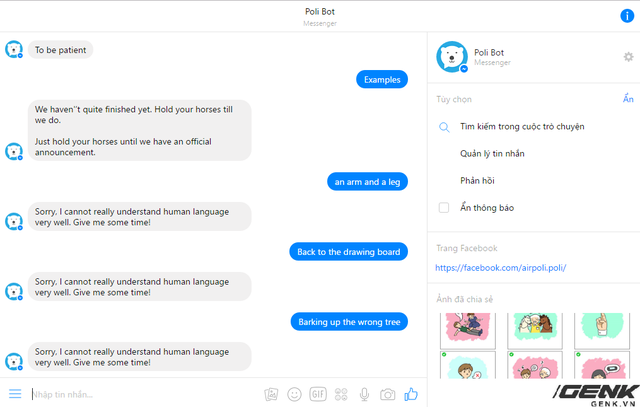 Poli Bot
Messenger
To be patient
Examples
We haven''t quite finished yet. Hold your horses till
we do.
Just hold your horses until we have an official
announcement.
an arm and a leg
Sorry, I cannot really understand human language
very well. Give me some time!
Back to the drawing board
Sorry, I cannot really understand human language
very well. Give me some time!
Barking up the wrong tree
Sorry, I cannot really understand human language
very well. Give me some time!
Nhập tin nhắn...
GIF
Poli Bot
Messenger
Tùy chọn
Ẩn
Tìm kiếm trong cuộc trò chuyện
Quản lý tin nhắn
Phản hồi
Ẩn thông báo
Trang Facebook
https://facebook.com/airpoli.poli/
Ảnh đã chia sẻ
GENK
GENK.VN